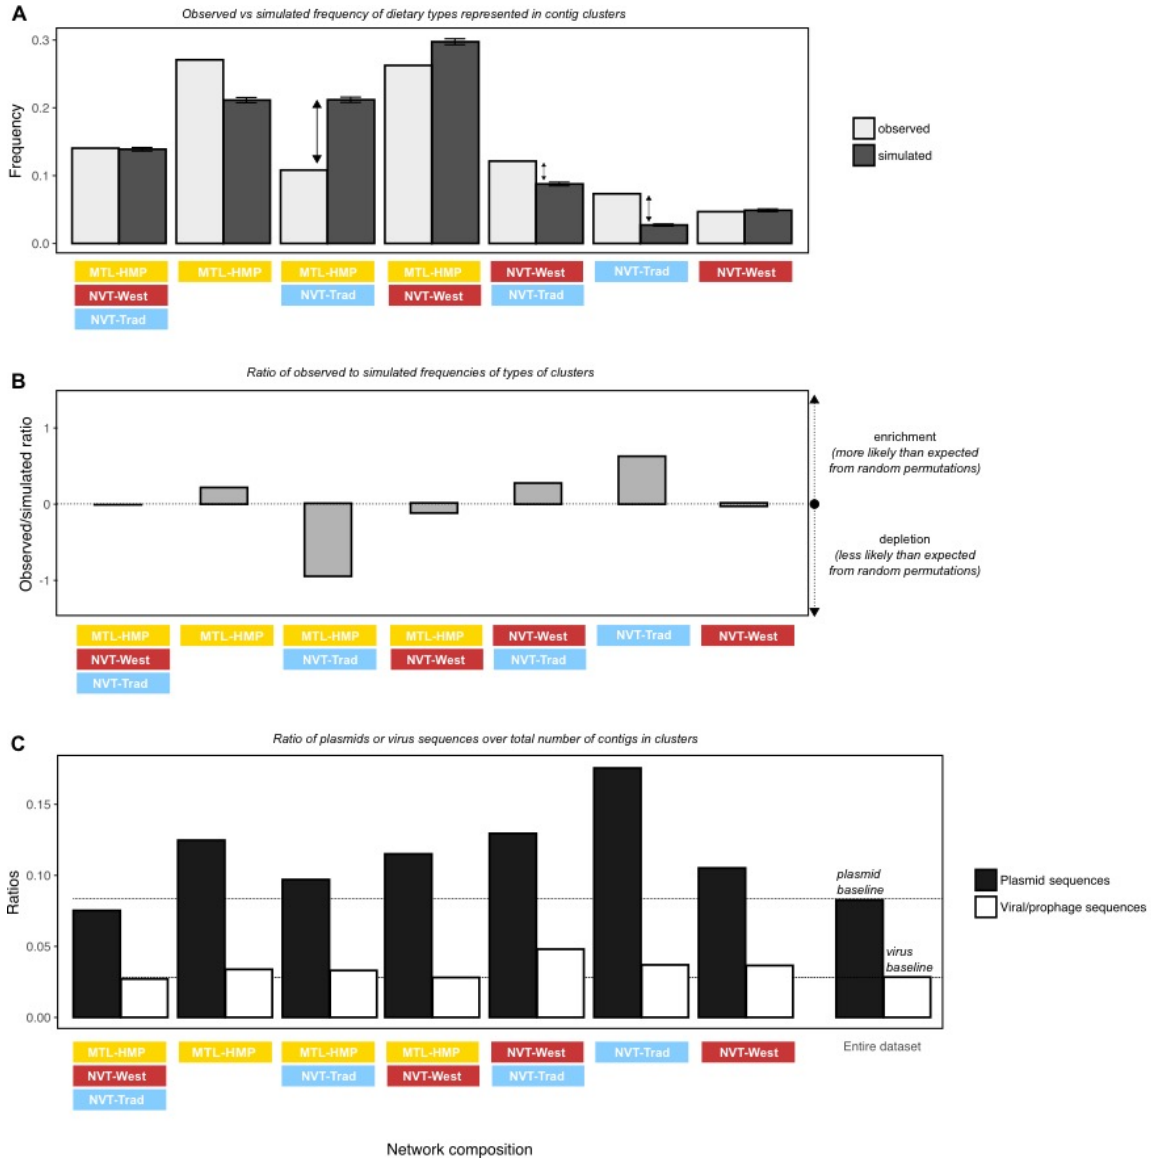 A
Observed vs simulated frequency of dietary types represented in contig clusters
0.3
0.2
0.1
0.0
Frequency
observed
simulated
MTL-HMP MTL-HMP MTL-HMP MTL-HMP NVT-West NVT-Trad NVT-West
NVT-West NVT-Trad NVT-West NVT-Trad
NVT-Trad
B
Ratio of observed to simulated frequencies of types of clusters
1
0
-1
Observed/simulated ratio
enrichment
(more likely than expected
from random permutations)
depletion
(less likely than expected
from random permutations)
MTL-HMP MTL-HMP MTL-HMP MTL-HMP NVT-West NVT-Trad NVT-West
NVT-West NVT-Trad NVT-West NVT-Trad
NVT-Trad
C
Ratio of plasmids or virus sequences over total number of contigs in clusters
0.15
0.10
0.05
0.00
Ratios
plasmid
baseline
virus
baseline
Plasmid sequences
Viral/prophage sequences
MTL-HMP MTL-HMP MTL-HMP MTL-HMP NVT-West NVT-Trad NVT-West Entire dataset
NVT-West NVT-Trad NVT-West NVT-Trad
NVT-Trad
Network composition